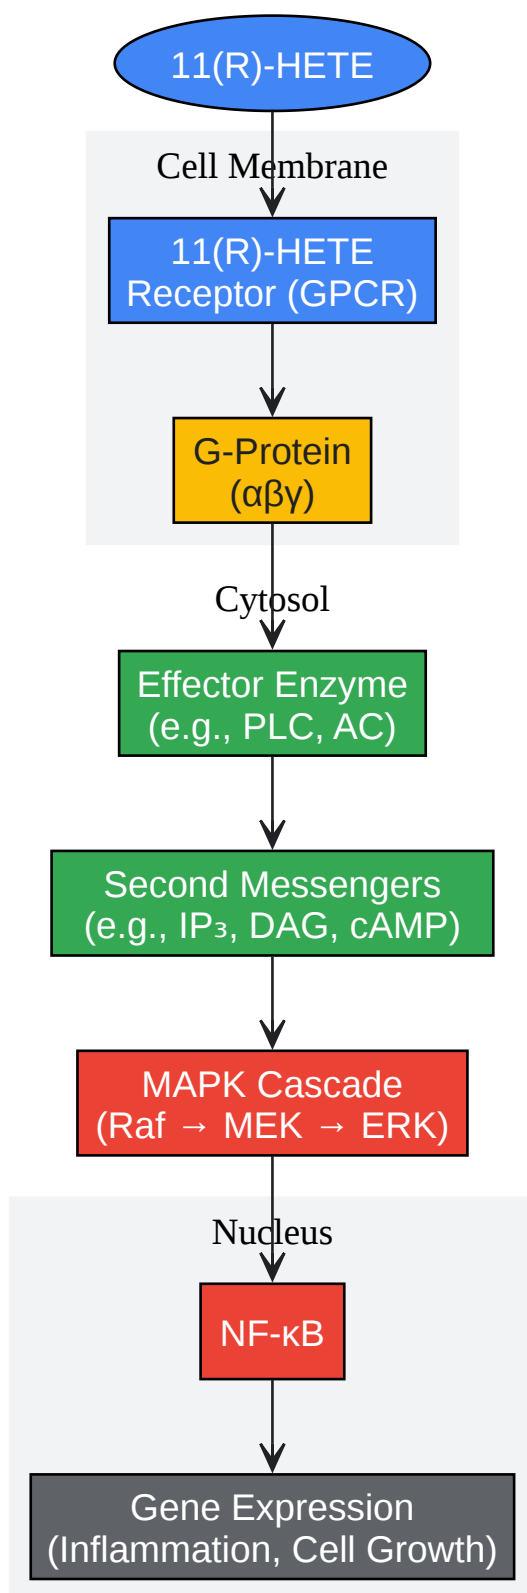 11(R)-HETE
Cell Membrane
11(R)-HETE
Receptor (GPCR)
G-Protein
(αβγ)
Cytosol
Effector Enzyme
(e.g., PLC, AC)
Second Messengers
(e.g., IP₃, DAG, cAMP)
MAPK Cascade
(Raf → MEK → ERK)
Nucleus
NF-κB
Gene Expression
(Inflammation, Cell Growth)